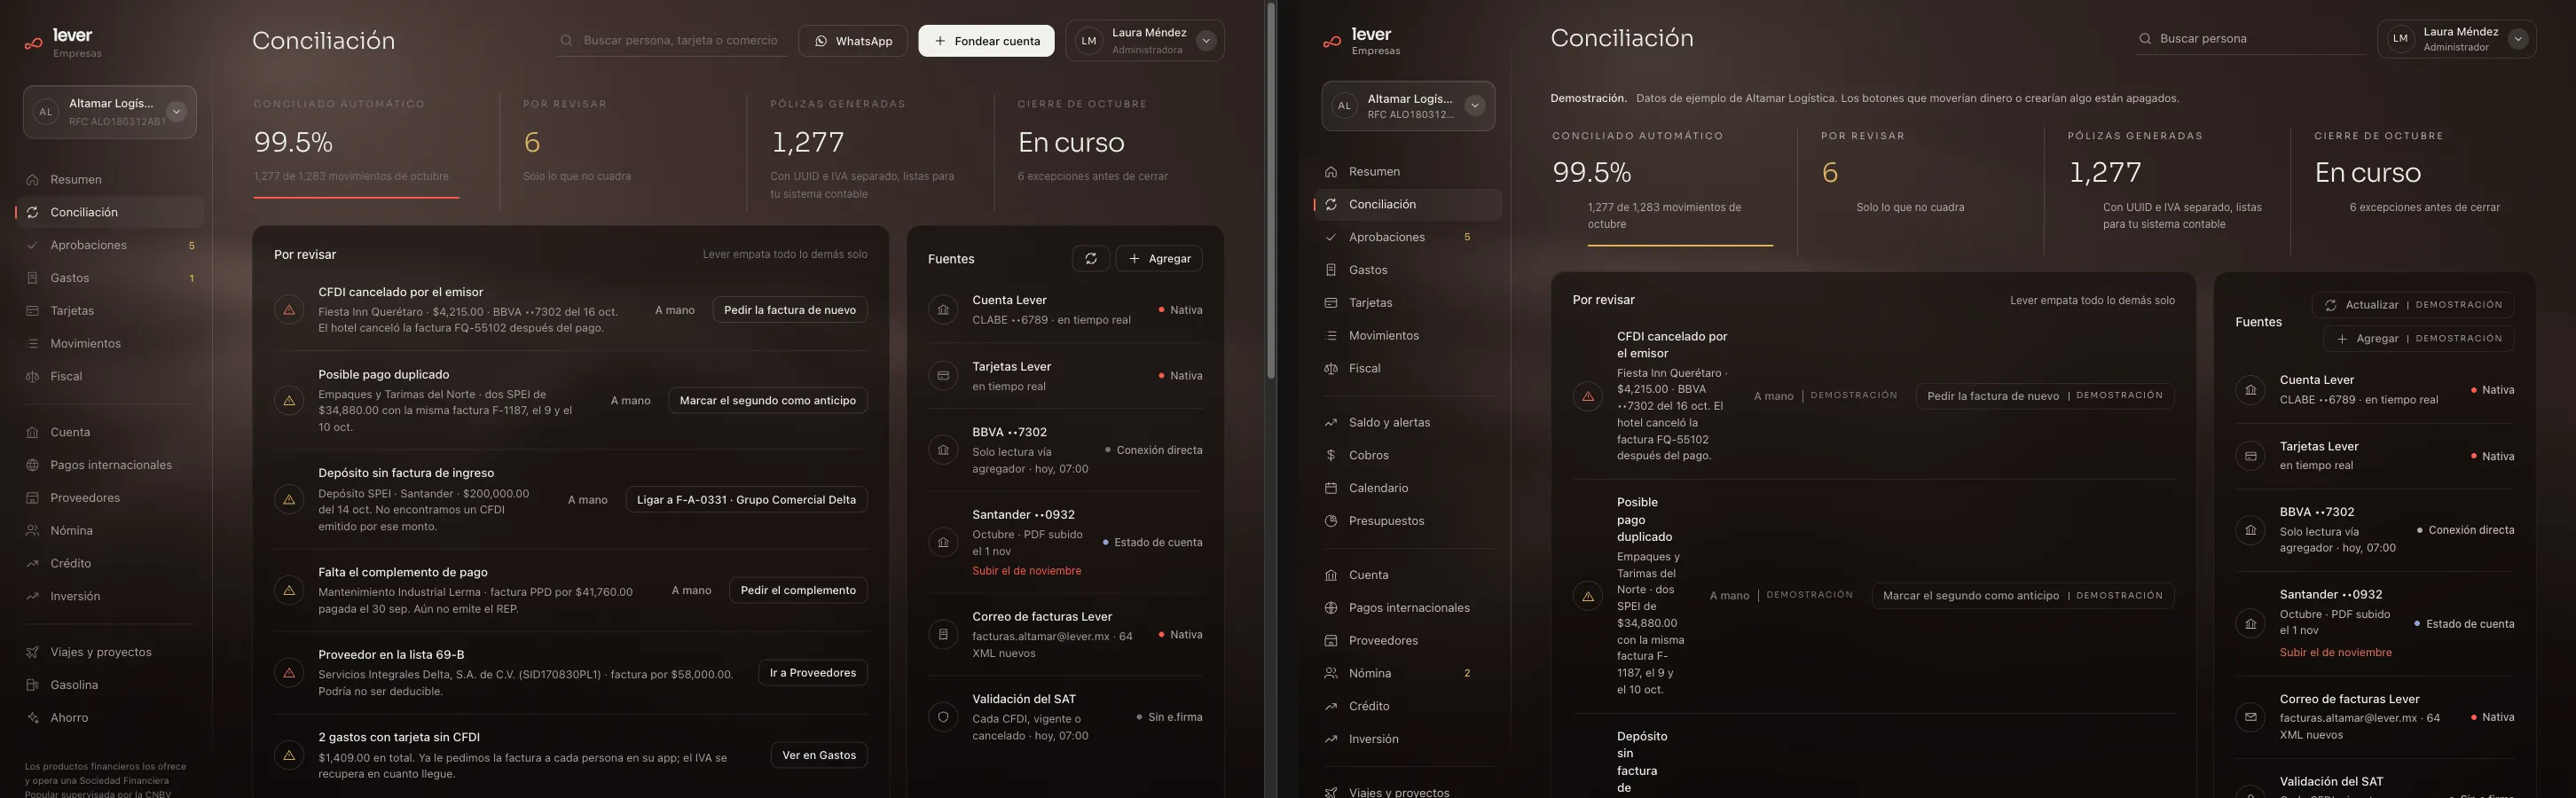 lever
Empresas
AL
Altamar Logís...
RFC ALO180312AB1
Resumen
Conciliación
Aprobaciones 5
Gastos 1
Tarjetas
Movimientos
Fiscal
Cuenta
Pagos internacionales
Proveedores
Nómina
Crédito
Inversión
Viajes y proyectos
Gasolina
Ahorro
Los productos financieros los ofrece
y opera una Sociedad Financiera
Popular supervisada por la CNBV
Conciliación
Buscar persona, tarjeta o comercio
WhatsApp
Fondear cuenta
LM
Laura Méndez
Administradora
CONCILIADO AUTOMÁTICO
99.5%
1,277 de 1,283 movimientos de octubre
POR REVISAR
6
Solo lo que no cuadra
PÓLIZAS GENERADAS
1,277
Con UUID e IVA separado, listas para
tu sistema contable
CIERRE DE OCTUBRE
En curso
6 excepciones antes de cerrar
Por revisar
Lever empata todo lo demás solo
CFDI cancelado por el emisor
Fiesta Inn Querétaro · $4,215.00 · BBVA ••7302 del 16 oct.
El hotel canceló la factura FQ-55102 después del pago.
A mano
Pedir la factura de nuevo
Posible pago duplicado
Empaques y Tarimas del Norte · dos SPEI de
$34,880.00 con la misma factura F-1187, el 9 y el
10 oct.
A mano
Marcar el segundo como anticipo
Depósito sin factura de ingreso
Depósito SPEI · Santander · $200,000.00
del 14 oct. No encontramos un CFDI
emitido por ese monto.
A mano
Ligar a F-A-0331 · Grupo Comercial Delta
Falta el complemento de pago
Mantenimiento Industrial Lerma · factura PPD por $41,760.00
pagada el 30 sep. Aún no emite el REP.
A mano
Pedir el complemento
Proveedor en la lista 69-B
Servicios Integrales Delta, S.A. de C.V. (SID170830PL1) · factura por $58,000.00.
Podría no ser deducible.
Ir a Proveedores
2 gastos con tarjeta sin CFDI
$1,409.00 en total. Ya le pedimos la factura a cada persona en su app; el IVA se
recupera en cuanto llegue.
Ver en Gastos
Fuentes
Agregar
Cuenta Lever
CLABE ••6789 · en tiempo real
Nativa
Tarjetas Lever
en tiempo real
Nativa
BBVA ••7302
Solo lectura vía
agregador · hoy, 07:00
Conexión directa
Santander ••0932
Octubre · PDF subido
el 1 nov
Subir el de noviembre
Estado de cuenta
Correo de facturas Lever
facturas.altamar@lever.mx · 64
XML nuevos
Nativa
Validación del SAT
Cada CFDI, vigente o
cancelado · hoy, 07:00
Sin e.firma
lever
Empresas
AL
Altamar Logís...
RFC ALO180312...
Resumen
Conciliación
Aprobaciones 5
Gastos
Tarjetas
Movimientos
Fiscal
Saldo y alertas
Cobros
Calendario
Presupuestos
Cuenta
Pagos internacionales
Proveedores
Nómina 2
Crédito
Inversión
Viajes y proyectos
Conciliación
Buscar persona
LM
Laura Méndez
Administrador
Demostración. Datos de ejemplo de Altamar Logística. Los botones que moverían dinero o crearían algo están apagados.
CONCILIADO AUTOMÁTICO
99.5%
1,277 de 1,283 movimientos de
octubre
POR REVISAR
6
Solo lo que no cuadra
PÓLIZAS GENERADAS
1,277
Con UUID e IVA separado, listas
para tu sistema contable
CIERRE DE OCTUBRE
En curso
6 excepciones antes de cerrar
Por revisar
Lever empata todo lo demás solo
CFDI cancelado por
el emisor
Fiesta Inn Querétaro ·
$4,215.00 · BBVA
••7302 del 16 oct. El
hotel canceló la
factura FQ-55102
después del pago.
A mano | DEMOSTRACIÓN
Pedir la factura de nuevo | DEMOSTRACIÓN
Posible
pago
duplicado
Empaques y
Tarimas del
Norte · dos
SPEI de
$34,880.00
con la misma
factura F-
1187, el 9 y
el 10 oct.
A mano | DEMOSTRACIÓN
Marcar el segundo como anticipo | DEMOSTRACIÓN
Depósito
sin
factura
de
Fuentes
Actualizar | DEMOSTRACIÓN
Agregar | DEMOSTRACIÓN
Cuenta Lever
CLABE ••6789 · en tiempo real
Nativa
Tarjetas Lever
en tiempo real
Nativa
BBVA ••7302
Solo lectura vía
agregador · hoy, 07:00
Conexión directa
Santander ••0932
Octubre · PDF subido
el 1 nov
Subir el de noviembre
Estado de cuenta
Correo de facturas Lever
facturas.altamar@lever.mx · 64
XML nuevos
Nativa
Validación del SAT